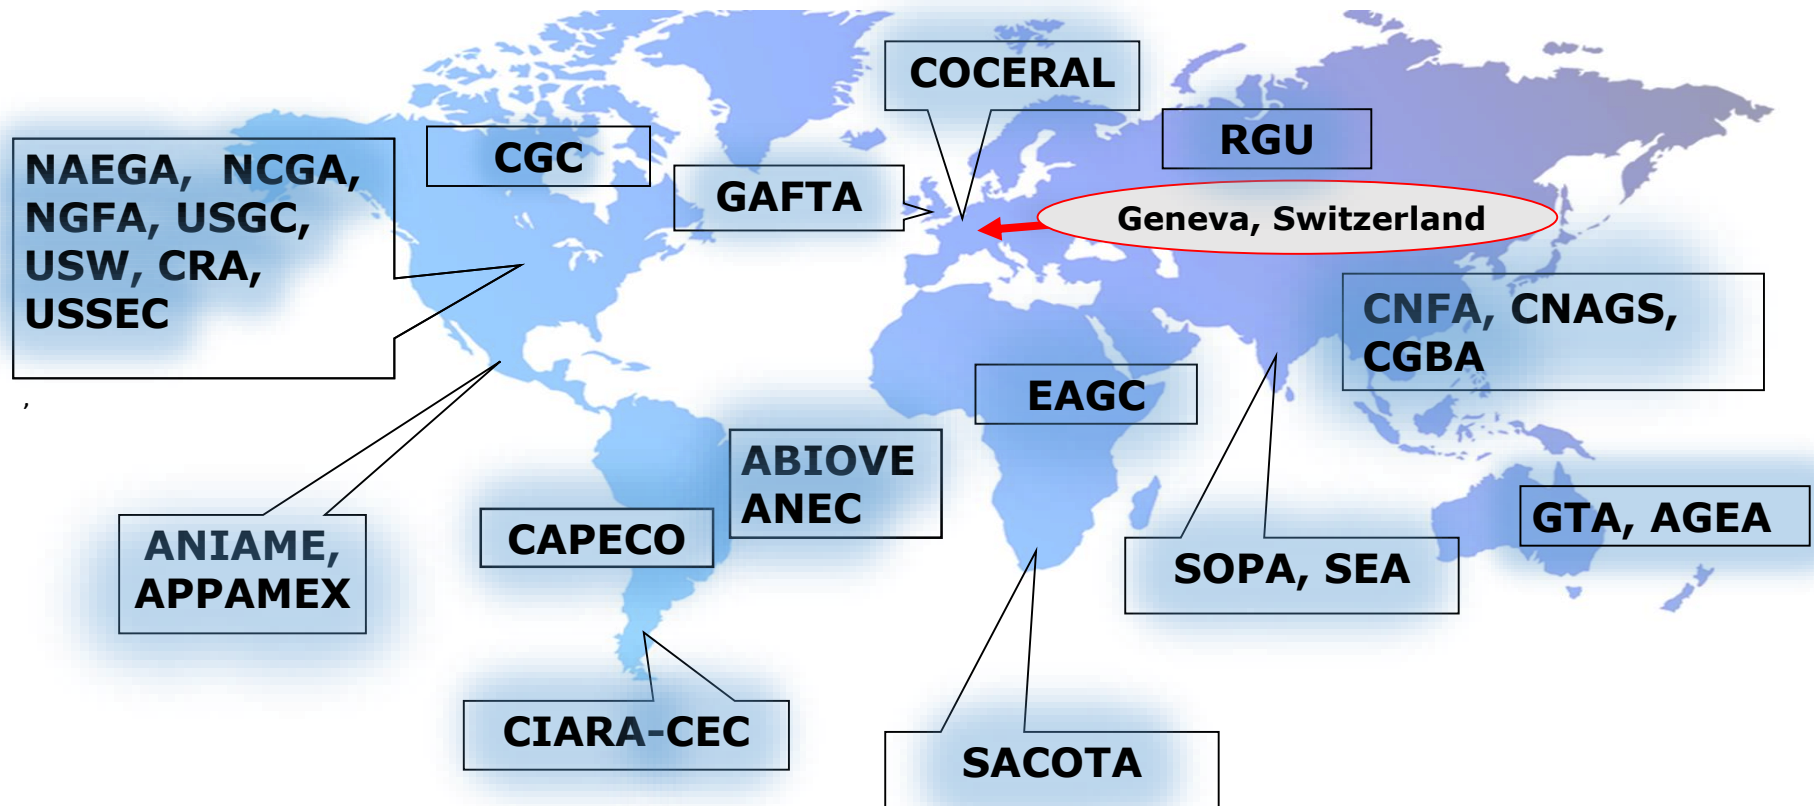 COCERAL
NAEGA, NCGA,
NGFA, USGC,
USW, CRA,
USSEC
CGC
GAFTA
RGU
Geneva, Switzerland
CNFA, CNAGS,
CGBA
EAGC
,
ABIOVE
ANEC
CAPECO
ANIAME,
APPAMEX
GTA, AGEA
SOPA, SEA
CIARA-CEC
SACOTA